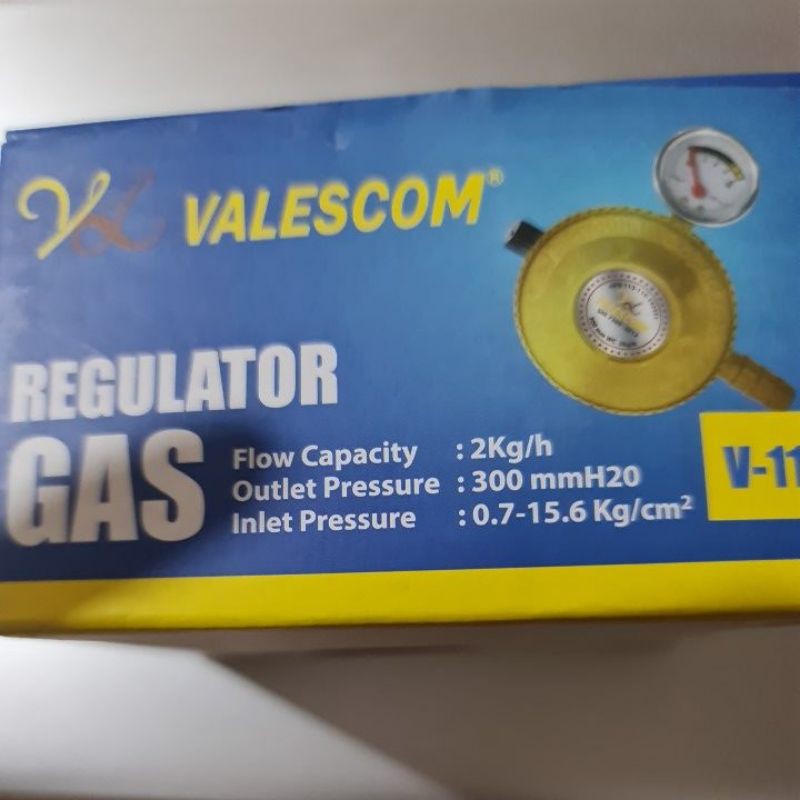 VALESCOM®
REGULATOR
GAS
Flow Capacity : 2Kg/h
Outlet Pressure : 300 mmH20
Inlet Pressure : 0.7-15.6 Kg/cm²
V-11